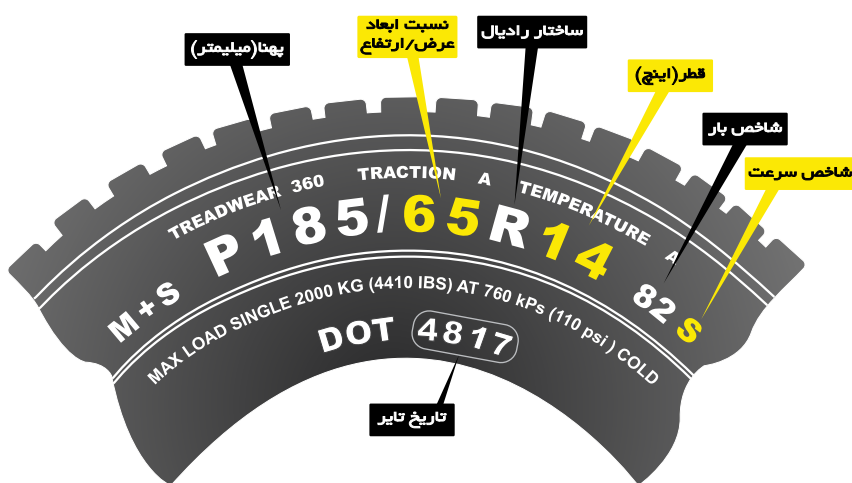 نسبت ابعاد
عرض/ارتفاع
ساختار رادیال
پهنا(میلیمتر)
قطر(اینچ)
شاخص بار
شاخص سرعت
TREADWEAR 360 TRACTION A TEMPERATURE A
M+S P185/65R14 82S
MAX LOAD SINGLE 2000 KG (4410 IBS) AT 760 kPs (110 psi ) COLD
DOT 4817
تاریخ تایر